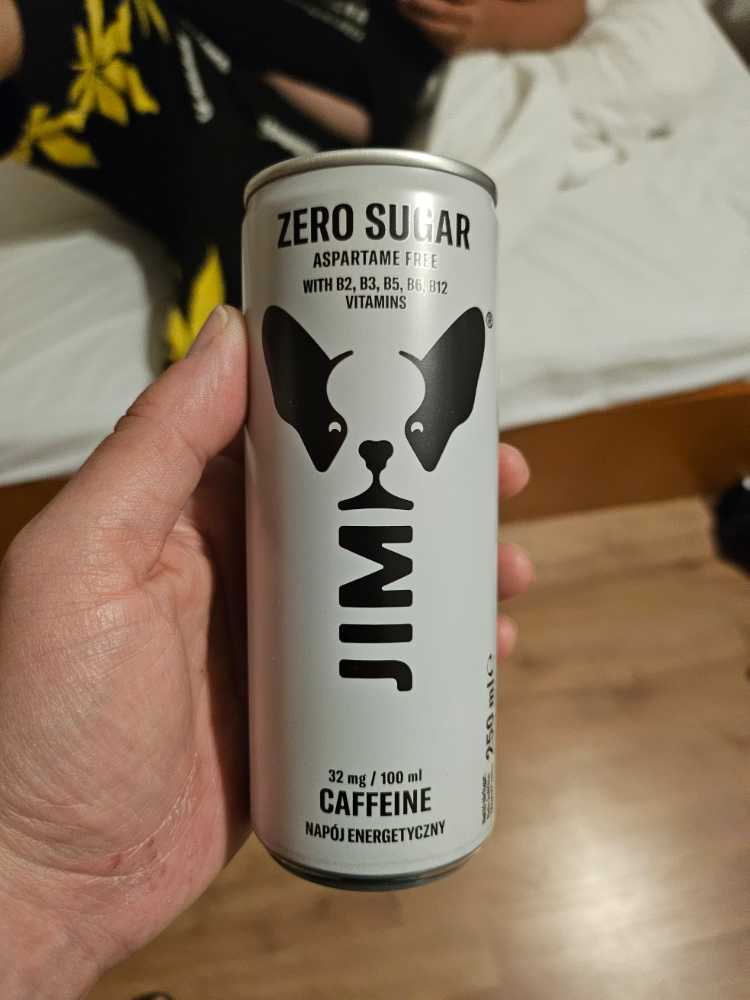 ZERO SUGAR
ASPARTAME FREE
WITH B2, B3, B5, B6, B12
VITAMINS
®
JIM
250 ml
32 mg / 100 ml
CAFFEINE
NAPÓJ ENERGETYCZNY